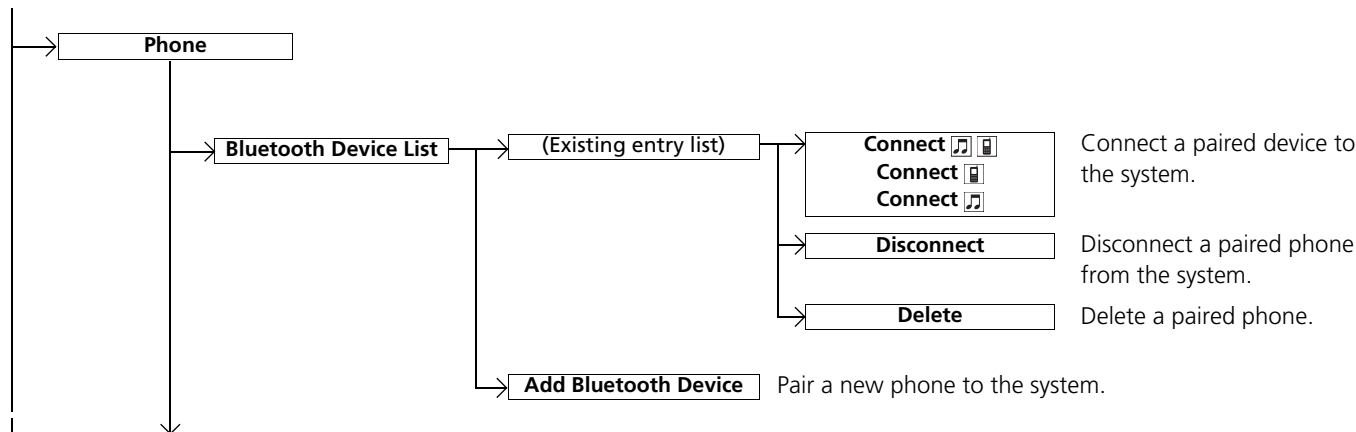 Phone
Bluetooth Device List
(Existing entry list)
Connect
Connect
Connect
Connect a paired device to
the system.
Disconnect
Disconnect a paired phone
from the system.
Delete
Delete a paired phone.
Add Bluetooth Device
Pair a new phone to the system.